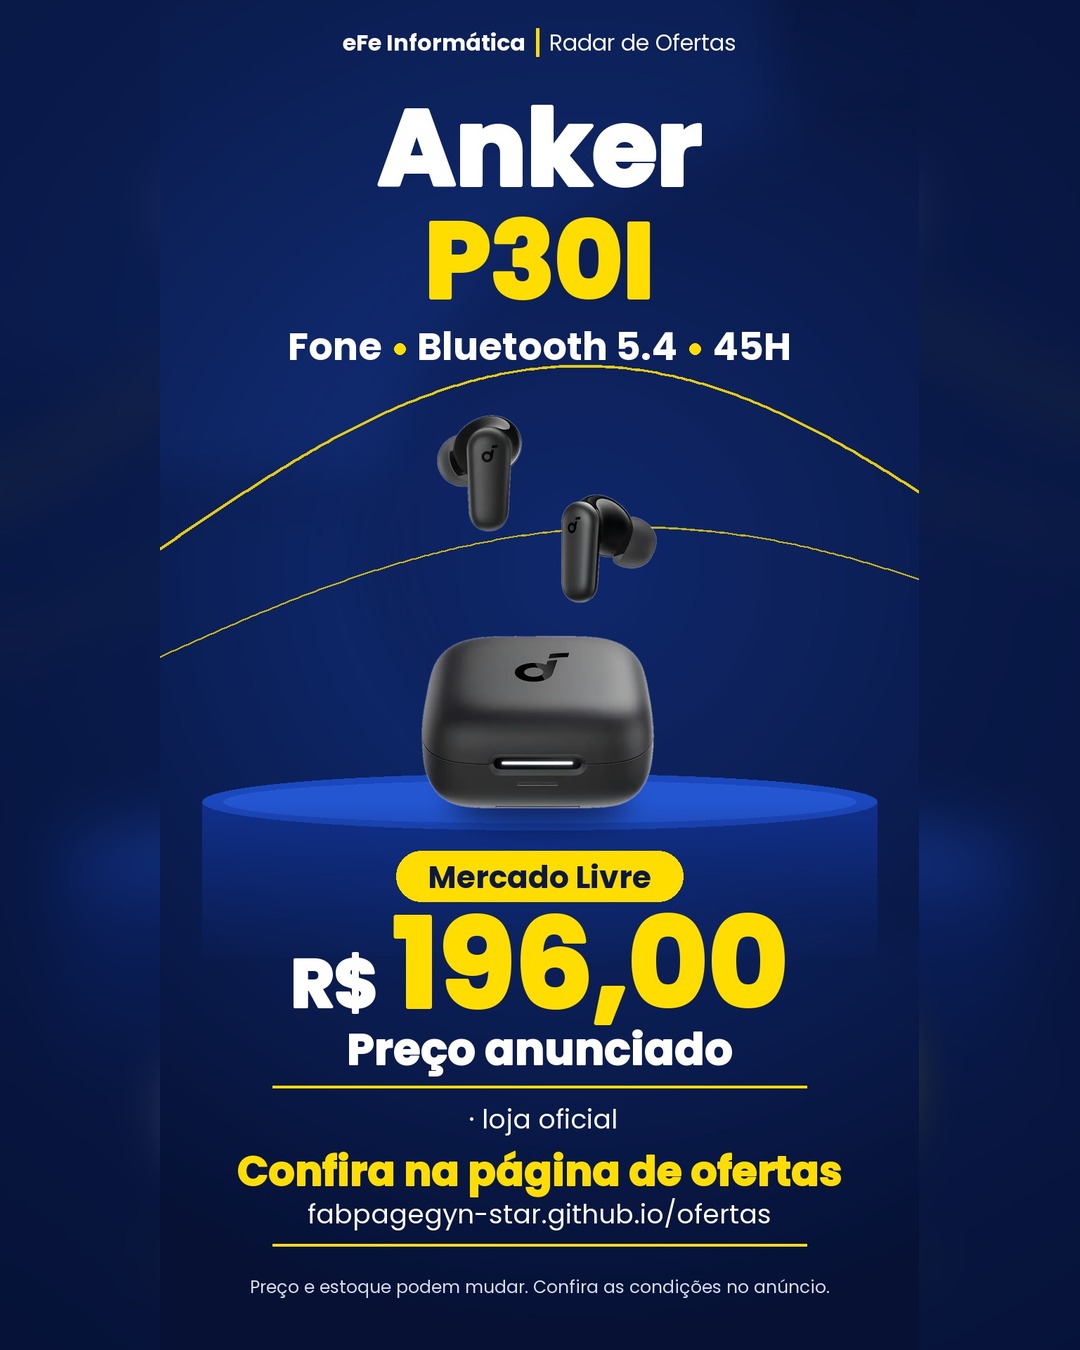 eFe Informática | Radar de Ofertas
Anker
P30I
Fone • Bluetooth 5.4 • 45H
Mercado Livre
R$ 196,00
Preço anunciado
· loja oficial
Confira na página de ofertas
fabpagegyn-star.github.io/ofertas
Preço e estoque podem mudar. Confira as condições no anúncio.